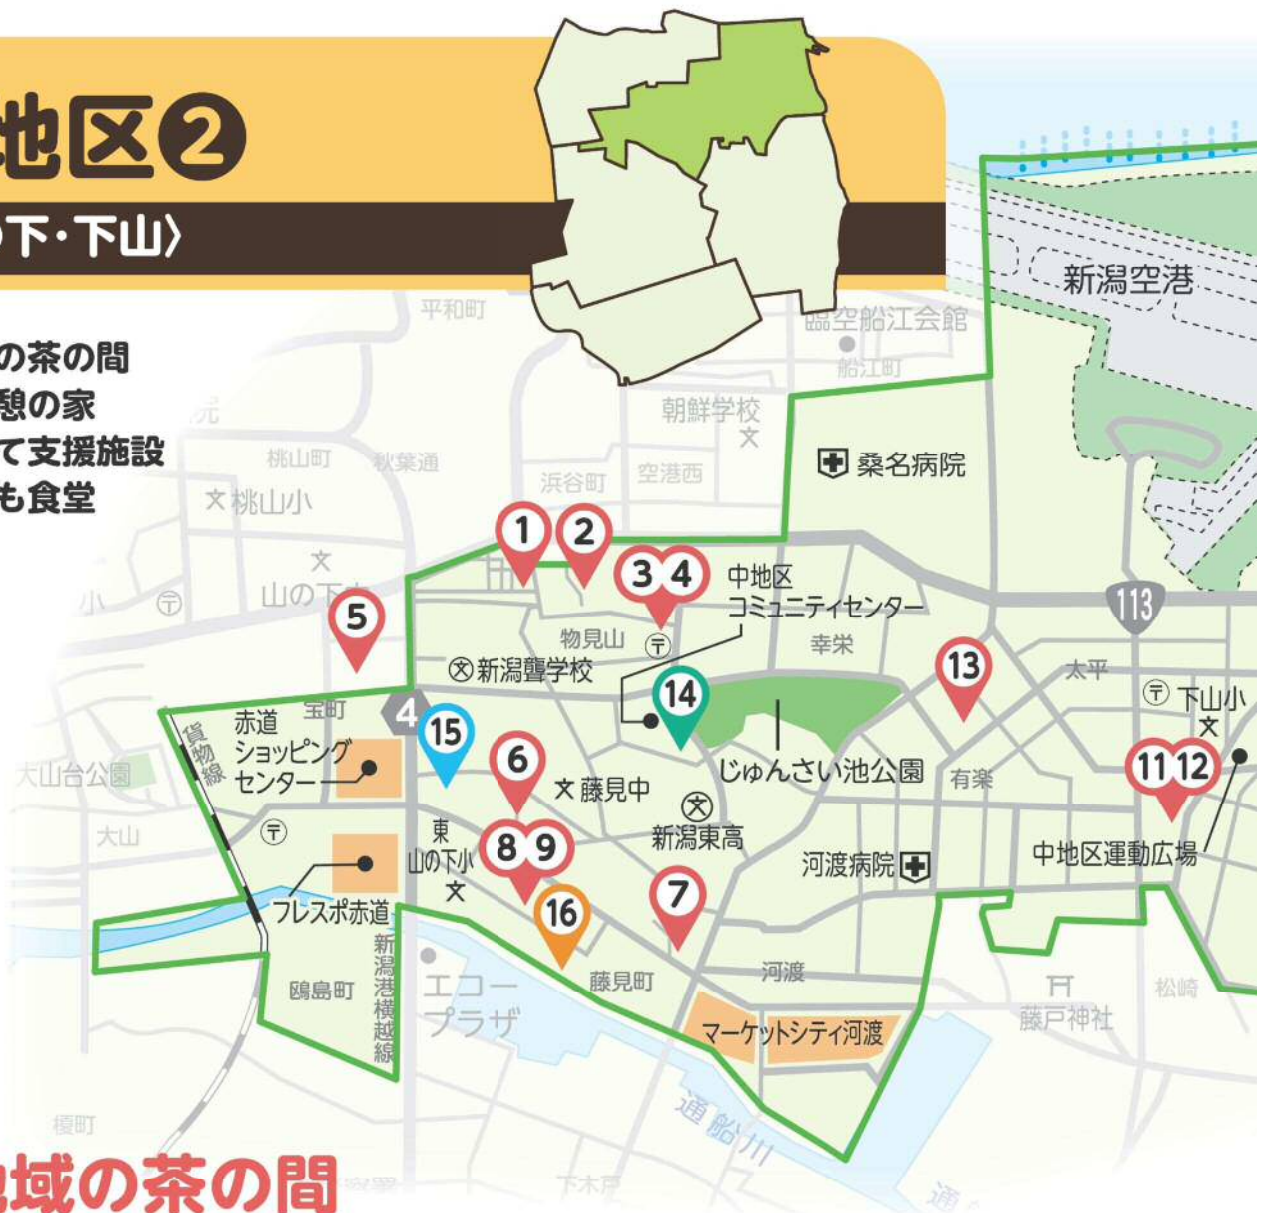 地区❷
の下・下山〉
の茶の間
憩の家
て支援施設
も食堂
平和町
臨空船江会館
船江町
新潟空港
朝鮮学校
院
桃山町
秋葉通
浜谷町
空港西
桑名病院
桃山小
1
2
3
4
中地区
コミュニティセンター
113
山の下
小
5
物見山
幸栄
新潟聾学校
13
太平
14
下山小
宝町
4
赤道
ショッピング
センター
貨物線
15
6
藤見中
じゅんさい池公園
有楽
11
12
大山台公園
大山
新潟東高
東
山の下小
8
9
河渡病院
中地区運動広場
7
16
フレスポ赤道
新潟港横越線
エコー
プラザ
鴎島町
藤見町
河渡
マーケットシティ河渡
藤戸神社
松崎
通船川
榎町
地域の茶の間
下木戸
通